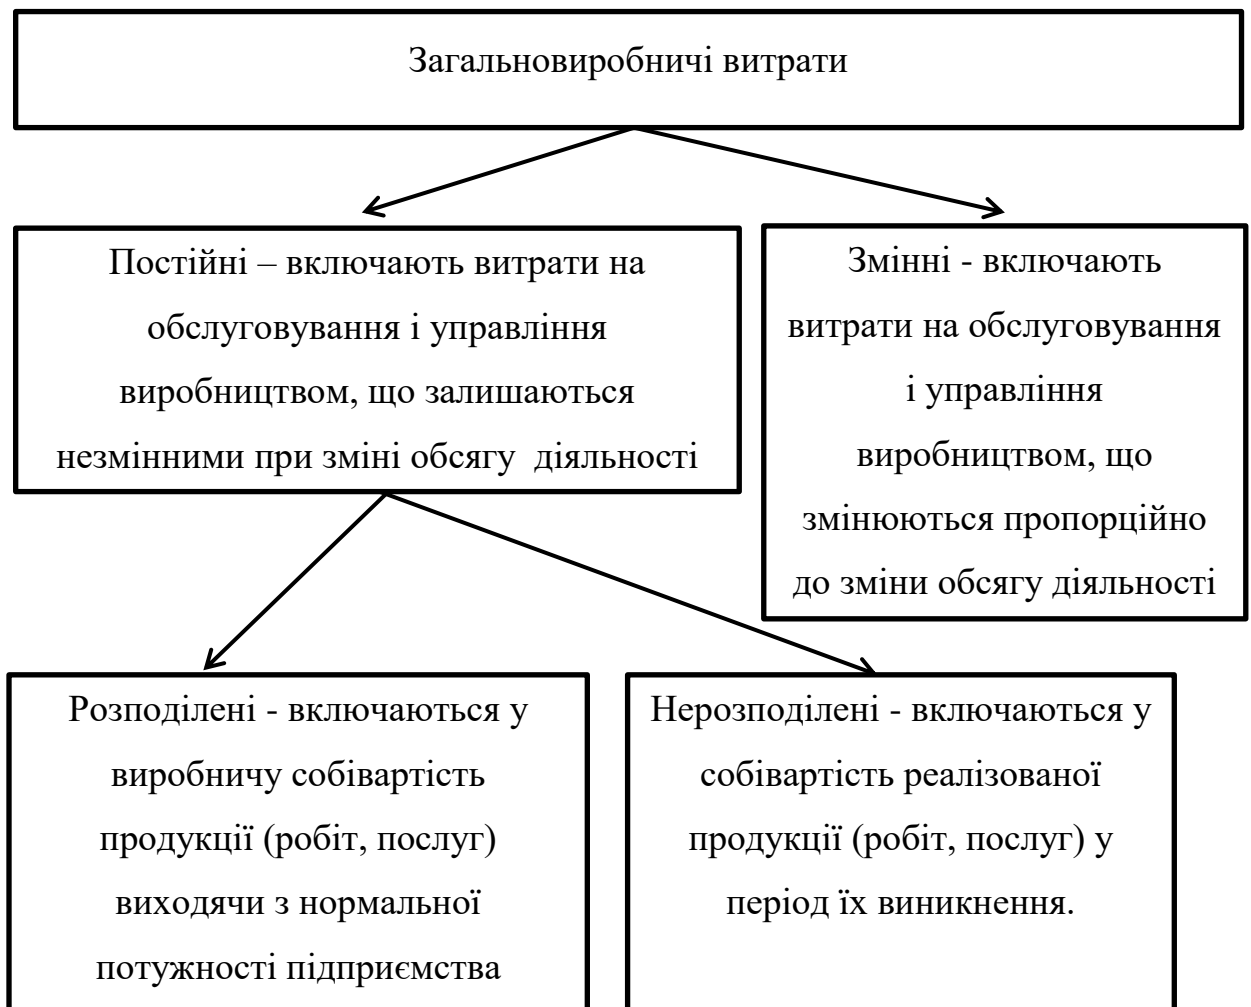 Загальновиробничі витрати
Постійні – включають витрати на
обслуговування і управління
виробництвом, що залишаються
незмінними при зміні обсягу діяльності
Змінні - включають
витрати на обслуговування
і управління
виробництвом, що
змінюються пропорційно
до зміни обсягу діяльності
Розподілені - включаються у
виробничу собівартість
продукції (робіт, послуг)
виходячи з нормальної
потужності підприємства
Нерозподілені - включаються у
собівартість реалізованої
продукції (робіт, послуг) у
період їх виникнення.